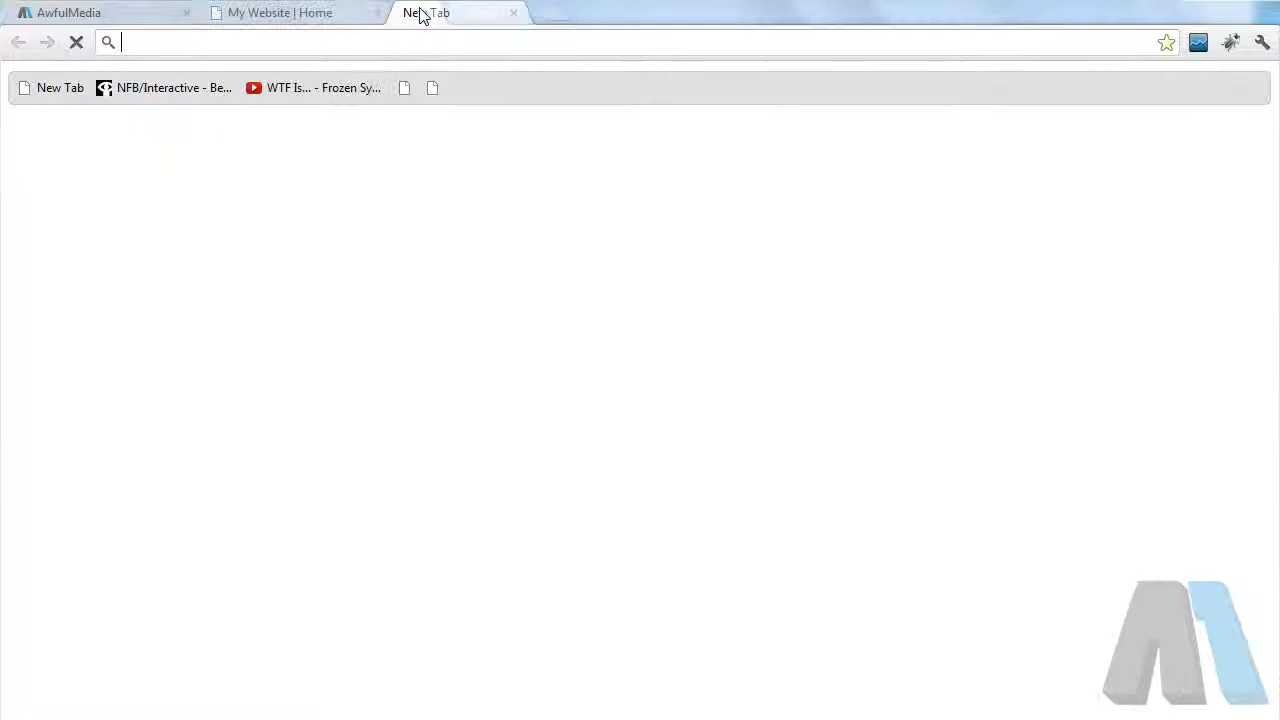 AwfulMedia
My Website | Home
New Tab
New Tab
NFB/Interactive - Be...
WTF Is... - Frozen Sy...